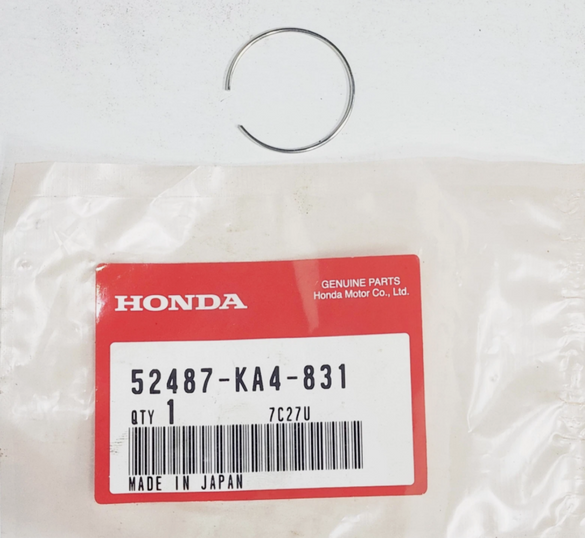 HONDA
GENUINE PARTS
Honda Motor Co., Ltd.
52487-KA4-831
QTY 1 7C27U
MADE IN JAPAN